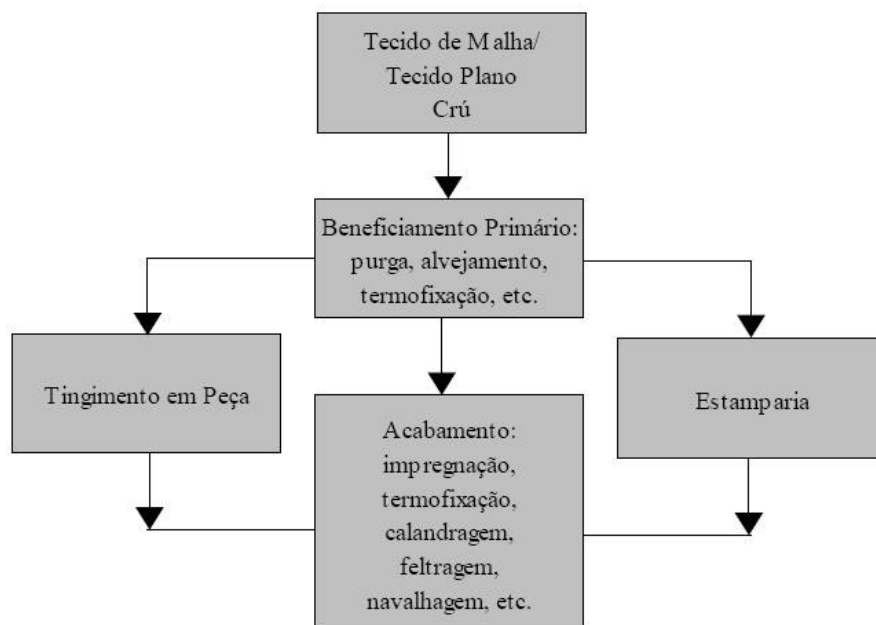 Tecido de Malha/
Tecido Plano
Crú
Beneficiamento Primário:
purga, alvejamento,
termofixação, etc.
Tingimento em Peça
Estamparia
Acabamento:
impregnação,
termofixação,
calandragem,
feltragem,
navalhagem, etc.